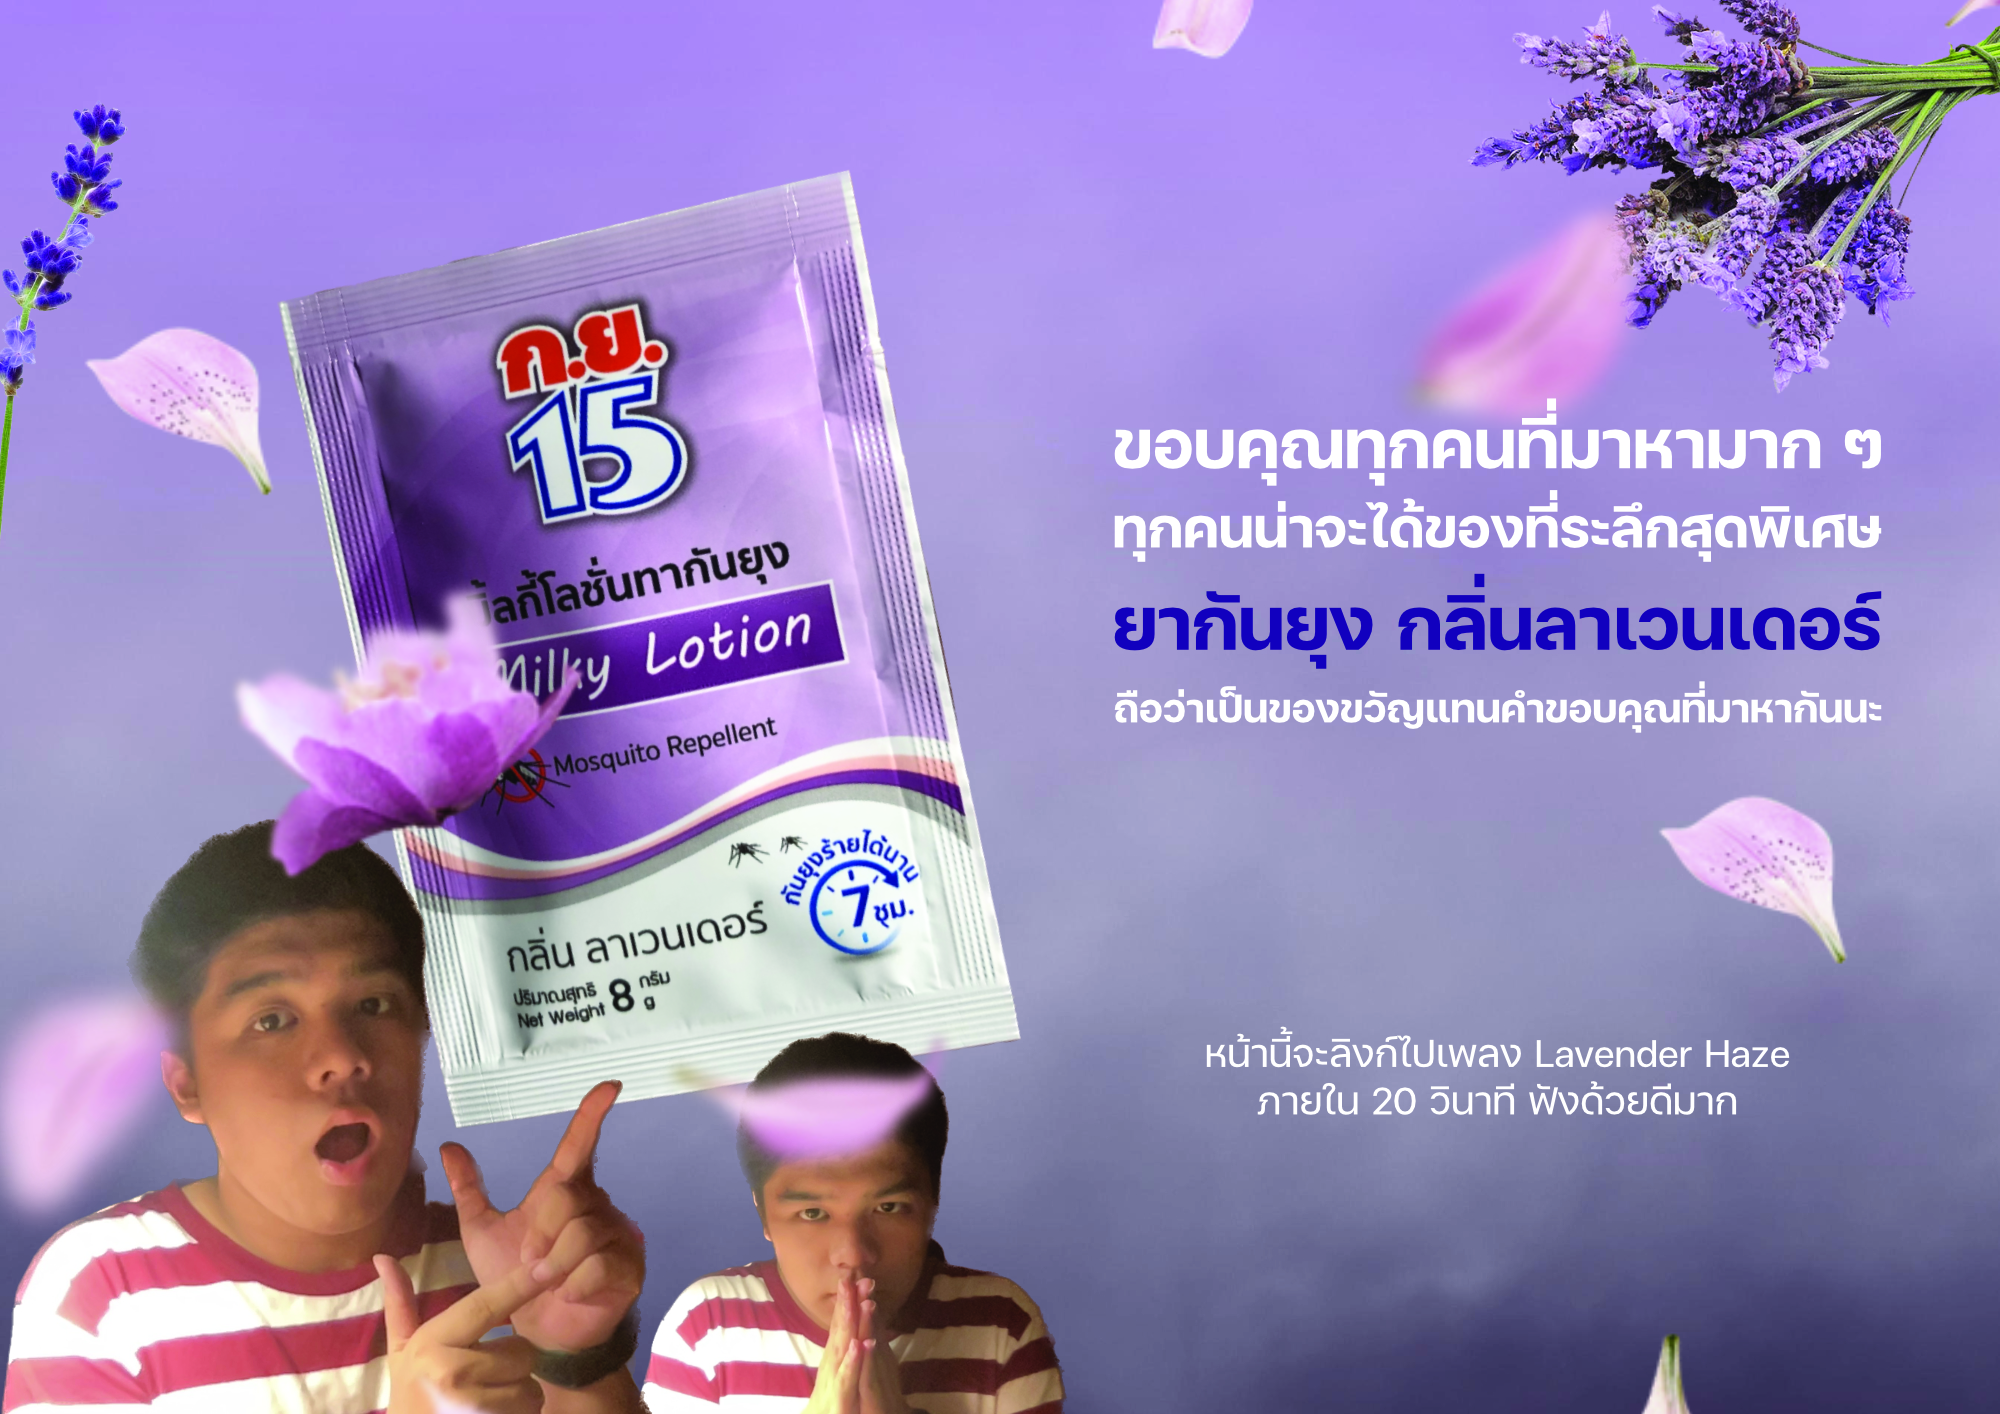 ก.ย.
15
ลกี้โลชั่นทากันยุง
Milky Lotion
Mosquito Repellent
กันยุงร้ายได้นาน
7 ชม.
กลิ่น ลาเวนเดอร์
ปริมาณสุทธิ 8 กรัม
Net Weight g
ขอบคุณทุกคนที่มาหามาก ๆ
ทุกคนน่าจะได้ของที่ระลึกสุดพิเศษ
ยากันยุง กลิ่นลาเวนเดอร์
ถือว่าเป็นของขวัญแทนคำขอบคุณที่มาหากันนะ
หน้านี้จะลิงก์ไปเพลง Lavender Haze
ภายใน 20 วินาที ฟังด้วยดีมาก